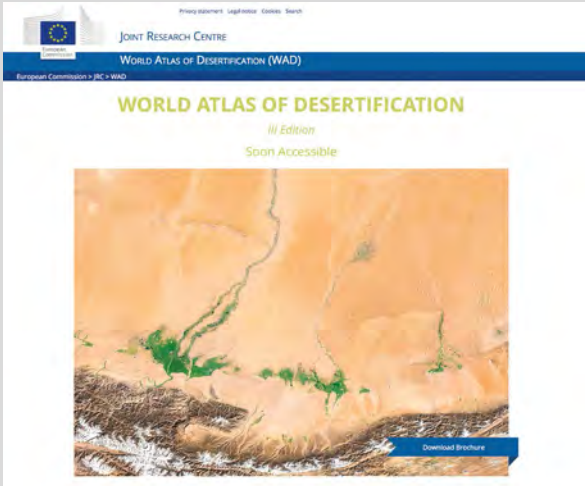 Privacy statement Legal notice Cookies Search
European
Commission
JOINT RESEARCH CENTRE
WORLD ATLAS OF DESERTIFICATION (WAD)
European Commission > JRC > WAD
WORLD ATLAS OF DESERTIFICATION
iii Edition
Soon Accessible
Download Brochure